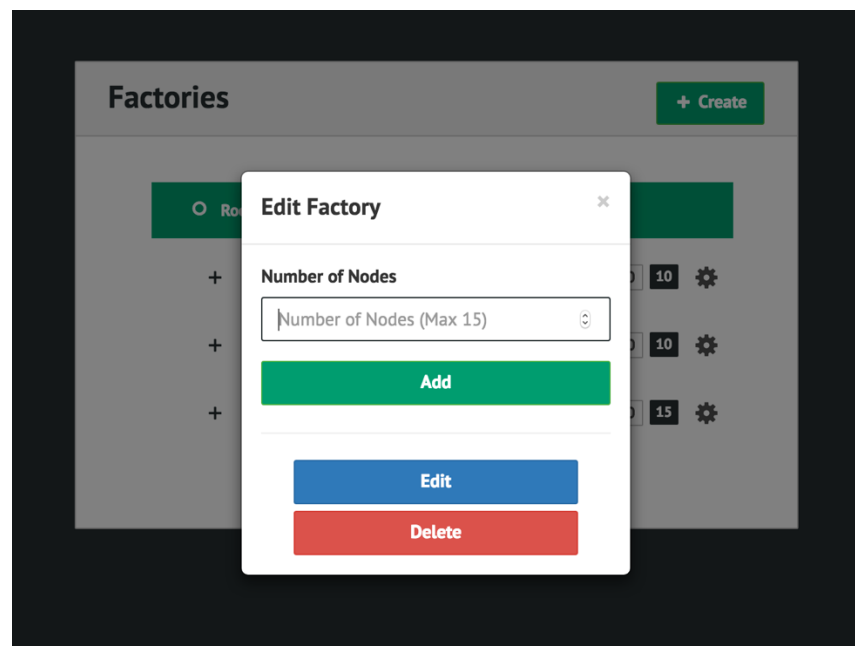 Factories
+ Create
Edit Factory
×
Number of Nodes
10
Number of Nodes (Max 15)
Add
10
15
Edit
Delete